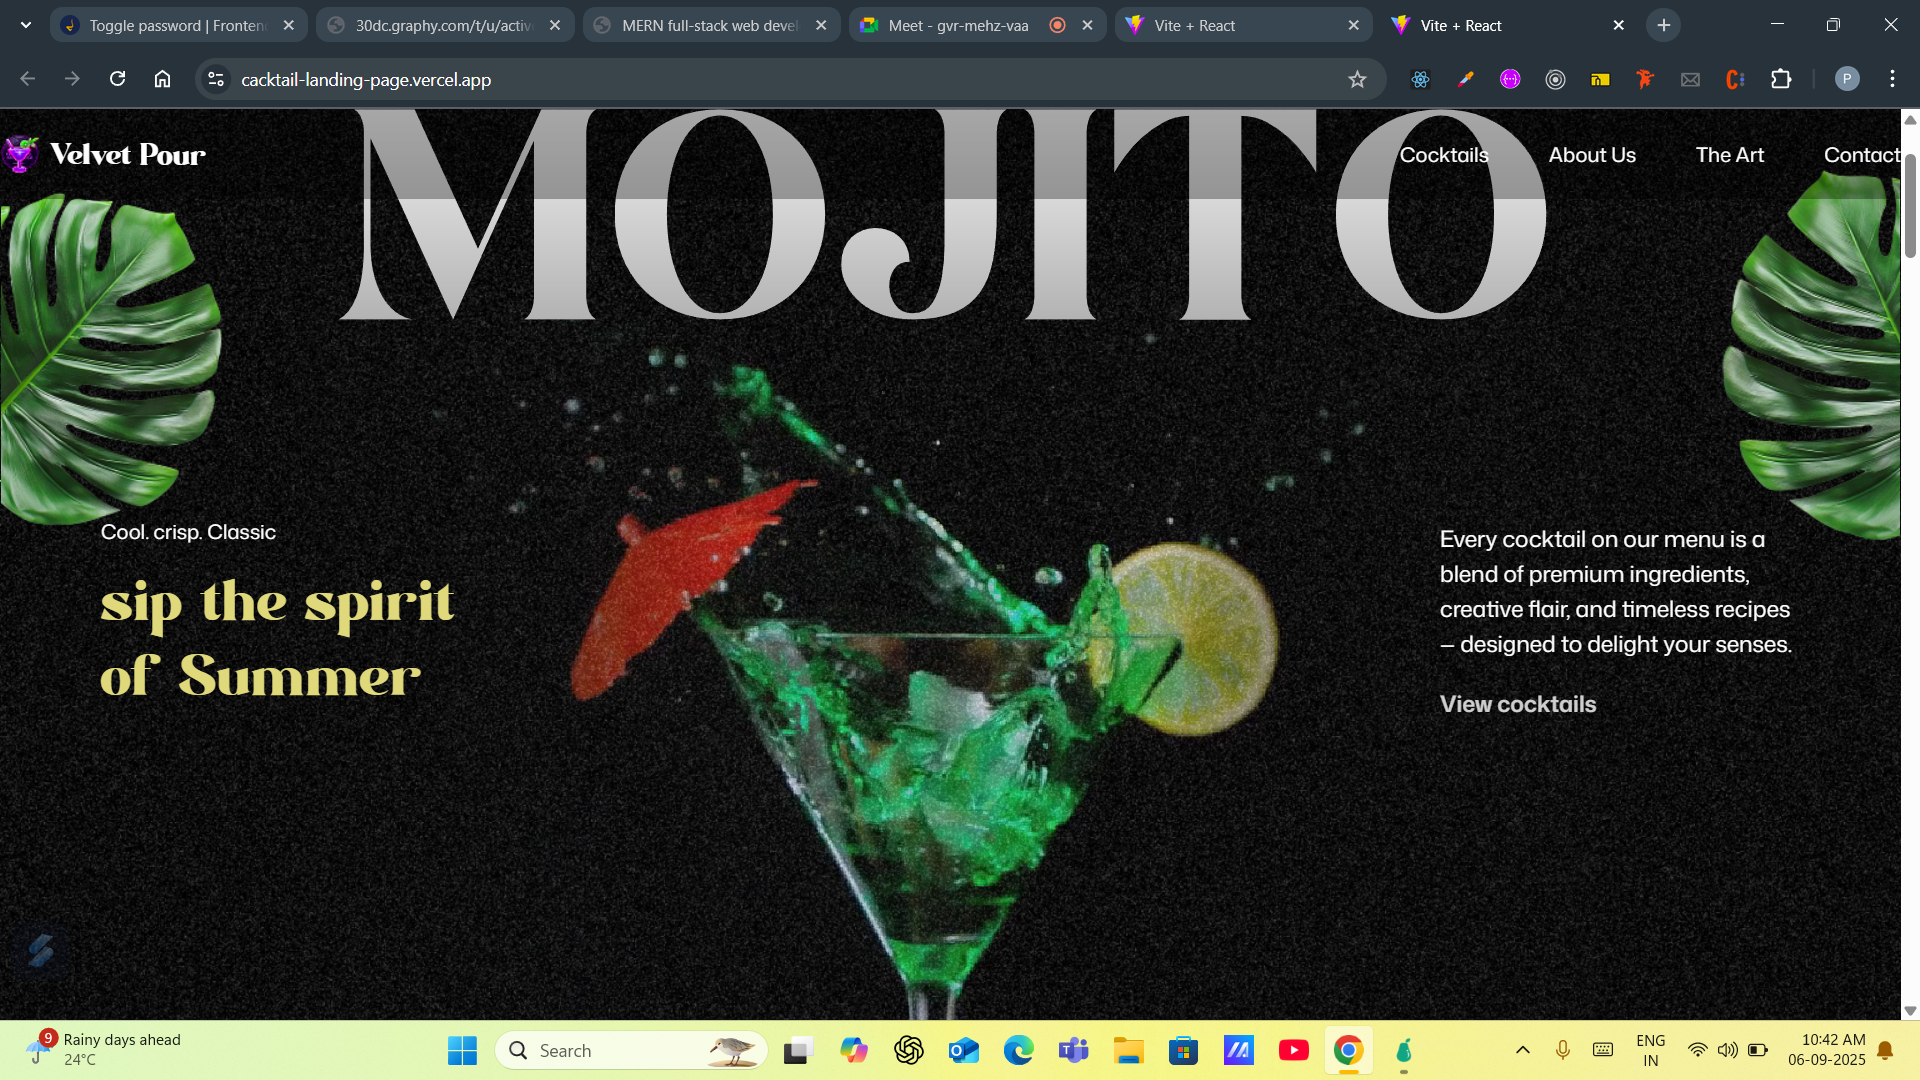 Toggle password | Fronten
30dc.graphy.com/t/u/activ
MERN full-stack web devel
Meet - gvr-mehz-vaa
Vite + React
Vite + React
cacktail-landing-page.vercel.app
P
MOJITO
Velvet Pour
Cocktails
About Us
The Art
Contact
Cool. crisp. Classic
sip the spirit
of Summer
Every cocktail on our menu is a
blend of premium ingredients,
creative flair, and timeless recipes
– designed to delight your senses.
View cocktails
9
Rainy days ahead
24°C
Search
ENG
IN
10:42 AM
06-09-2025